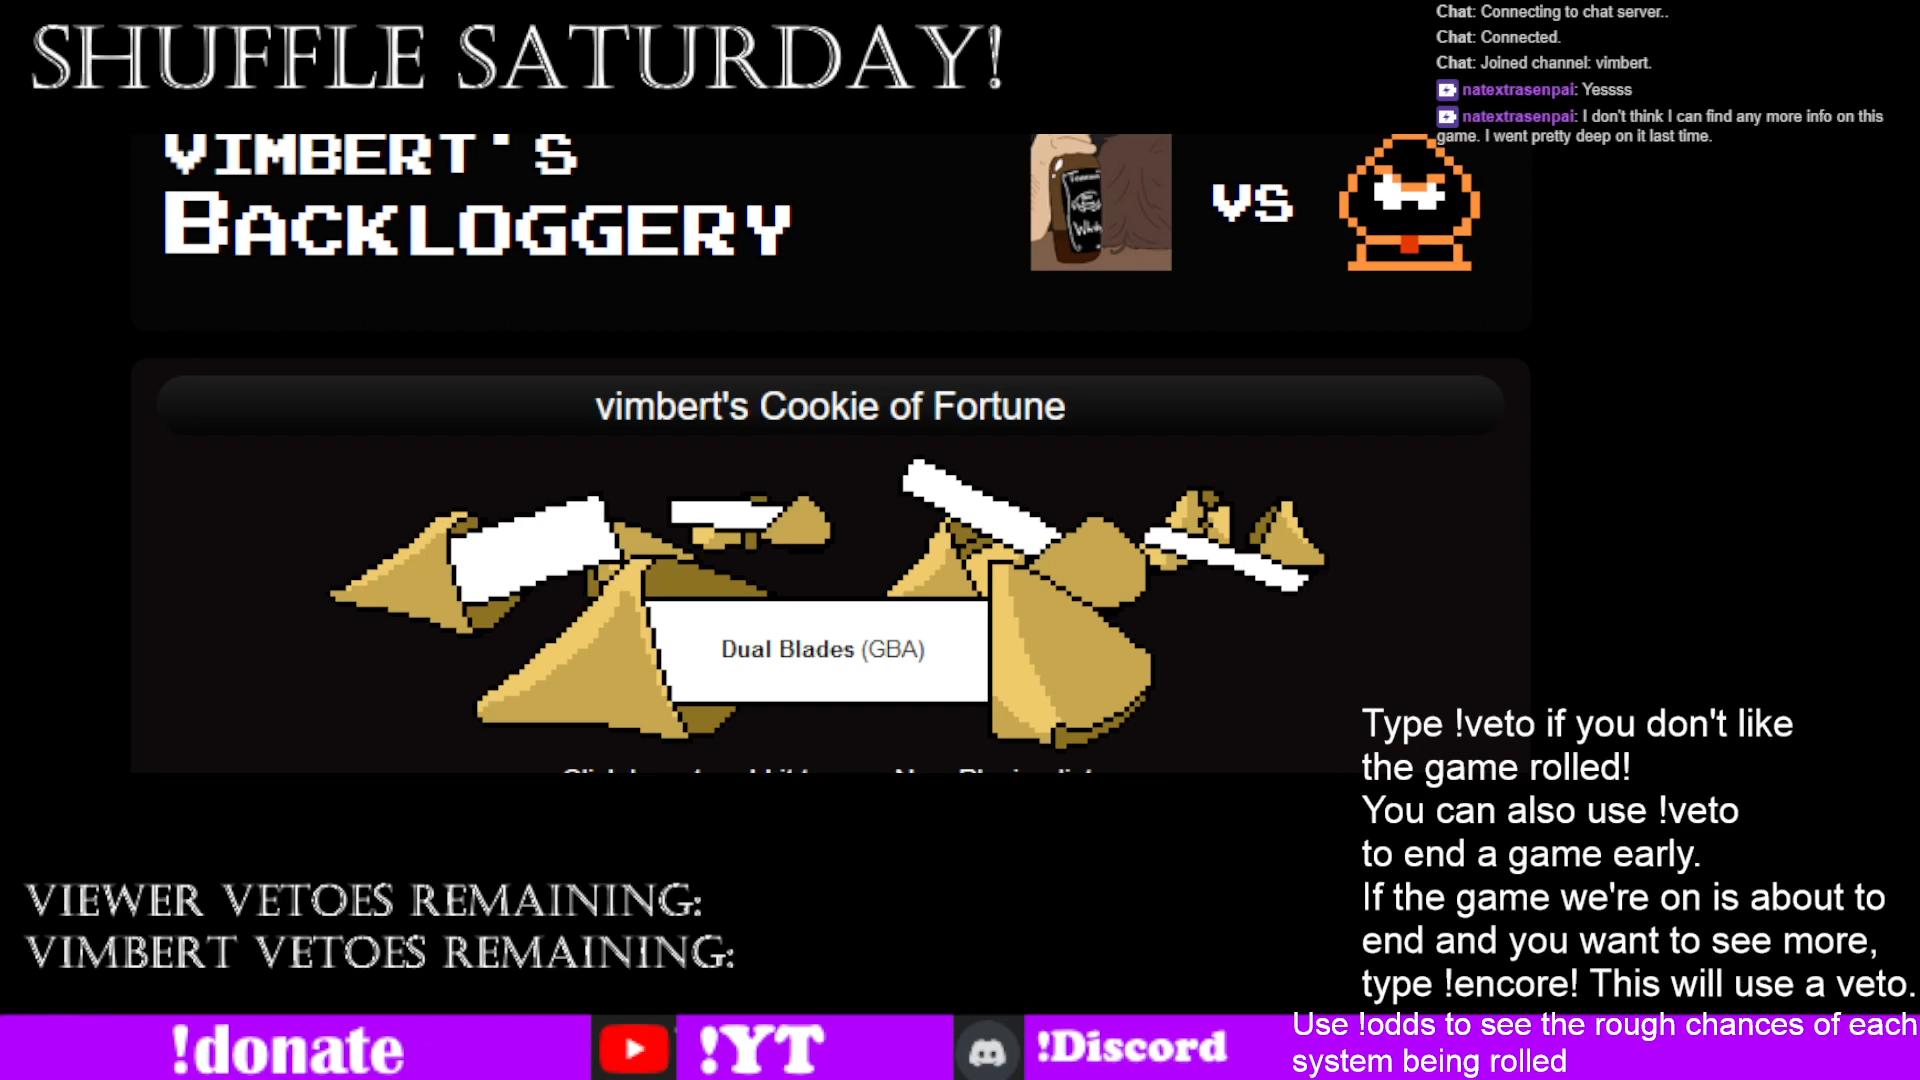 SHUFFLE SATURDAY!
Chat: Connecting to chat server..
Chat: Connected.
Chat: Joined channel: vimbert.
natextrasenpai: Yessss
natextrasenpai: I don't think I can find any more info on this
game. I went pretty deep on it last time.
VIMBERT'S
BACKLOGGERY
VS
vimbert's Cookie of Fortune
Dual Blades (GBA)
Type !veto if you don't like
the game rolled!
You can also use !veto
to end a game early.
If the game we're on is about to
end and you want to see more,
type !encore! This will use a veto.
VIEWER VETOES REMAINING:
VIMBERT VETOES REMAINING:
!donate
!YT
!Discord
Use !odds to see the rough chances of each
system being rolled